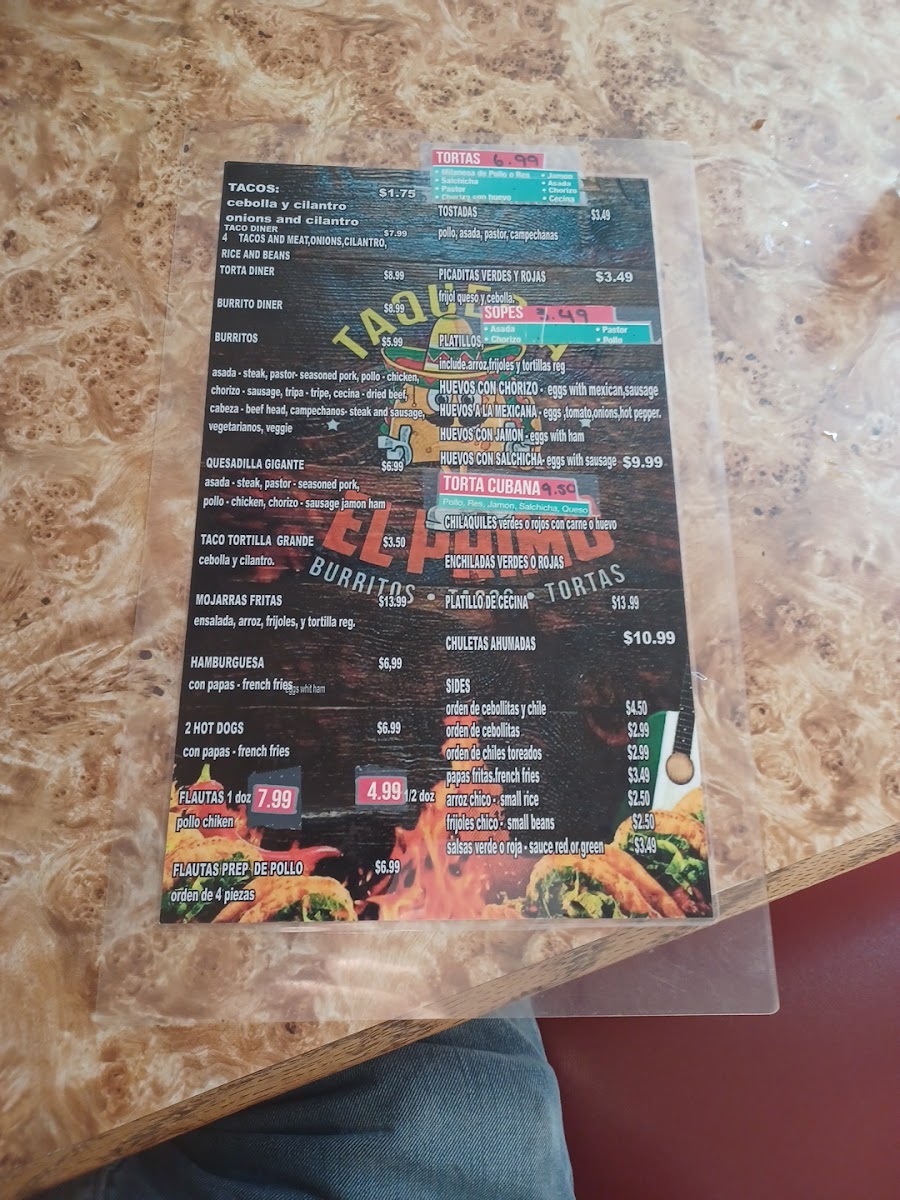 TACOS: $1.75
cebolla y cilantro
onions and cilantro
TACO DINER $7.99
4 TACOS AND MEAT,ONIONS,CILANTRO,
RICE AND BEANS
TORTA DINER $8.99
BURRITO DINER $8.99
BURRITOS $5.99
asada - steak, pastor- seasoned pork, pollo - chicken,
chorizo - sausage, tripa - tripe, cecina - dried beef,
cabeza - beef head, campechanos- steak and sausage,
vegetarianos, veggie
QUESADILLA GIGANTE $6.99
asada - steak, pastor - seasoned pork,
pollo - chicken, chorizo - sausage jamon ham
TACO TORTILLA GRANDE $3.50
cebolla y cilantro.
MOJARRAS FRITAS $13.99
ensalada, arroz, frijoles, y tortilla reg.
HAMBURGUESA $6,99
con papas - french fries
eggs whit ham
2 HOT DOGS $6.99
con papas - french fries
FLAUTAS 1 doz 7.99 4.99 1/2 doz
pollo chiken
FLAUTAS PREP DE POLLO $6.99
orden de 4 piezas
TORTAS 6.99
• Milanesa de Pollo o Res • Jamon
• Salchicha • Asada
• Pastor • Chorizo
• Chorizo con huevo • Cecina
TOSTADAS $3.49
pollo, asada, pastor, campechanas
PICADITAS VERDES Y ROJAS $3.49
frijol queso y cebolla.
SOPES 3.49
• Asada • Pastor
• Chorizo • Pollo
PLATILLOS,
include.arroz,frijoles y tortillas reg
HUEVOS CON CHORIZO - eggs with mexican,sausage
HUEVOS A LA MEXICANA - eggs ,tomato,onions,hot pepper.
HUEVOS CON JAMON - eggs with ham
HUEVOS CON SALCHICHA- eggs with sausage $9.99
TORTA CUBANA 9.50
Pollo, Res, Jamon, Salchicha, Queso
CHILAQUILES verdes o rojos con carne o huevo
ENCHILADAS VERDES O ROJAS
PLATILLO DE CECINA $13 .99
CHULETAS AHUMADAS $10.99
SIDES
orden de cebollitas y chile $4.50
orden de cebollitas $2.99
orden de chiles toreados $2.99
papas fritas.french fries $3.49
arroz chico - small rice $2.50
frijoles chico - small beans $2.50
salsas verde o roja - sauce red or green $3.49
EL PRIMO
BURRITOS • TACOS • TORTAS